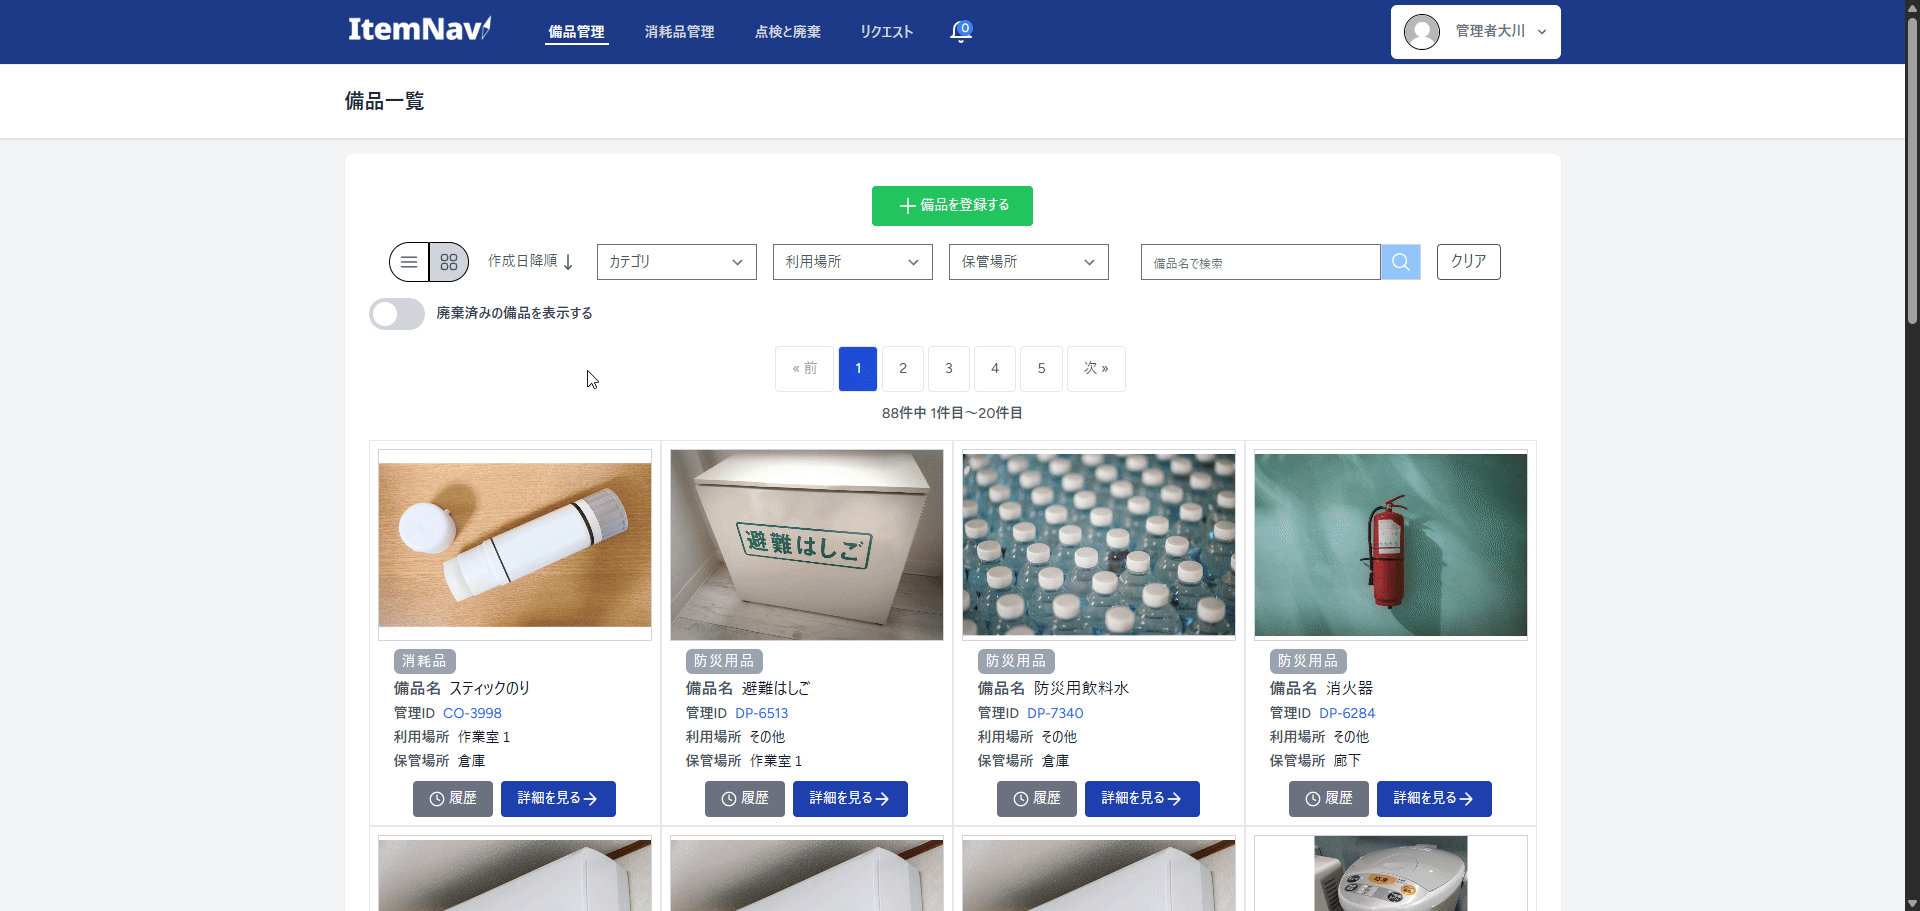 ItemNavi
備品管理
消耗品管理
点検と廃棄
リクエスト
0
管理者大川
備品一覧
備品を登録する
作成日降順
カテゴリ
利用場所
保管場所
備品名で検索
クリア
廃棄済みの備品を表示する
« 前 1 2 3 4 5 次 »
88件中 1件目〜20件目
避難はしご
消耗品
備品名 スティックのり
管理ID CO-3998
利用場所 作業室1
保管場所 倉庫
履歴 詳細を見る
防災用品
備品名 避難はしご
管理ID DP-6513
利用場所 その他
保管場所 作業室1
履歴 詳細を見る
防災用品
備品名 防災用飲料水
管理ID DP-7340
利用場所 その他
保管場所 倉庫
履歴 詳細を見る
防災用品
備品名 消火器
管理ID DP-6284
利用場所 その他
保管場所 廊下
履歴 詳細を見る